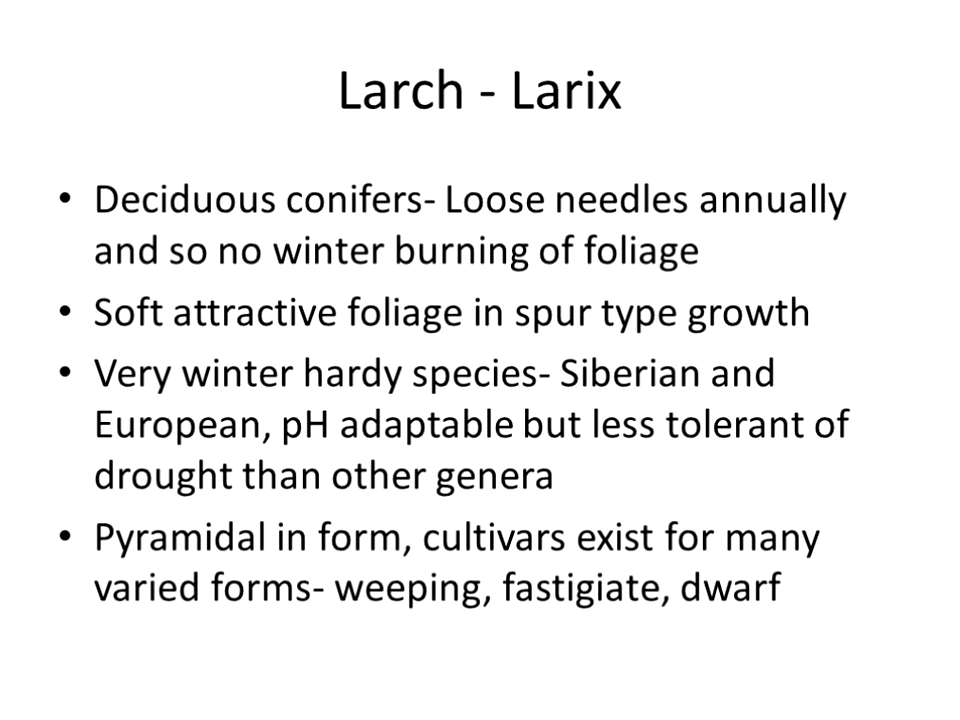 Larch - Larix
• Deciduous conifers- Loose needles annually
and so no winter burning of foliage
• Soft attractive foliage in spur type growth
• Very winter hardy species- Siberian and
European, pH adaptable but less tolerant of
drought than other genera
• Pyramidal in form, cultivars exist for many
varied forms- weeping, fastigiate, dwarf